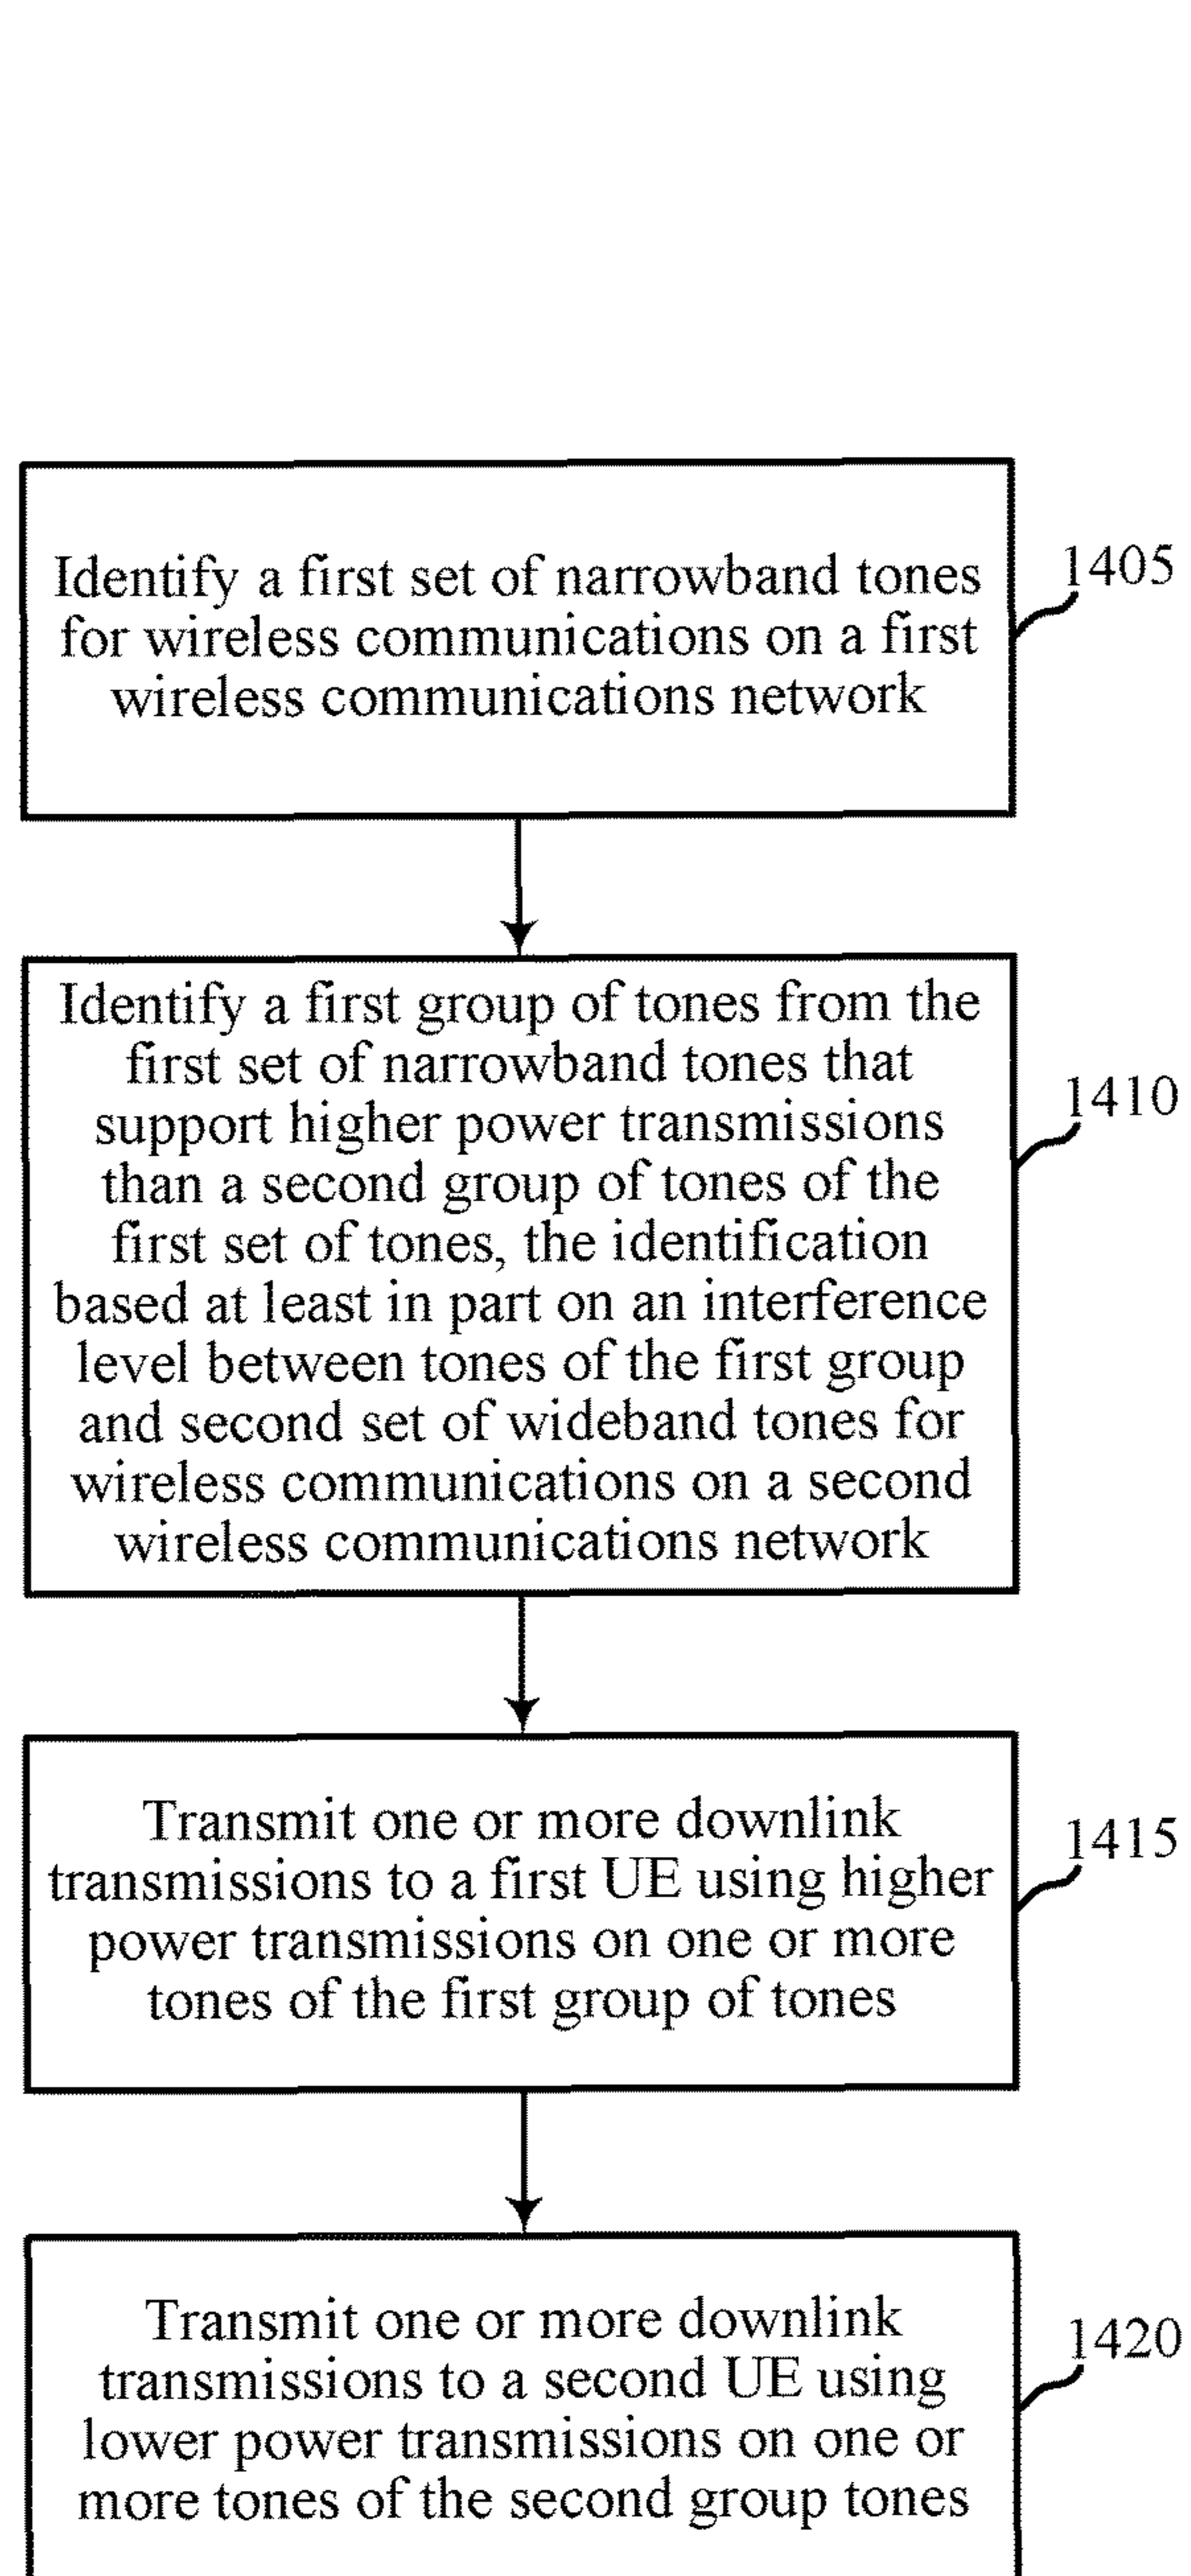 Identify a first set of narrowband tones
for wireless communications on a first
wireless communications network
1405
Identify a first group of tones from the
first set of narrowband tones that
support higher power transmissions
than a second group of tones of the
first set of tones, the identification
based at least in part on an interference
level between tones of the first group
and second set of wideband tones for
wireless communications on a second
wireless communications network
1410
Transmit one or more downlink
transmissions to a first UE using higher
power transmissions on one or more
tones of the first group of tones
1415
Transmit one or more downlink
transmissions to a second UE using
lower power transmissions on one or
more tones of the second group tones
1420